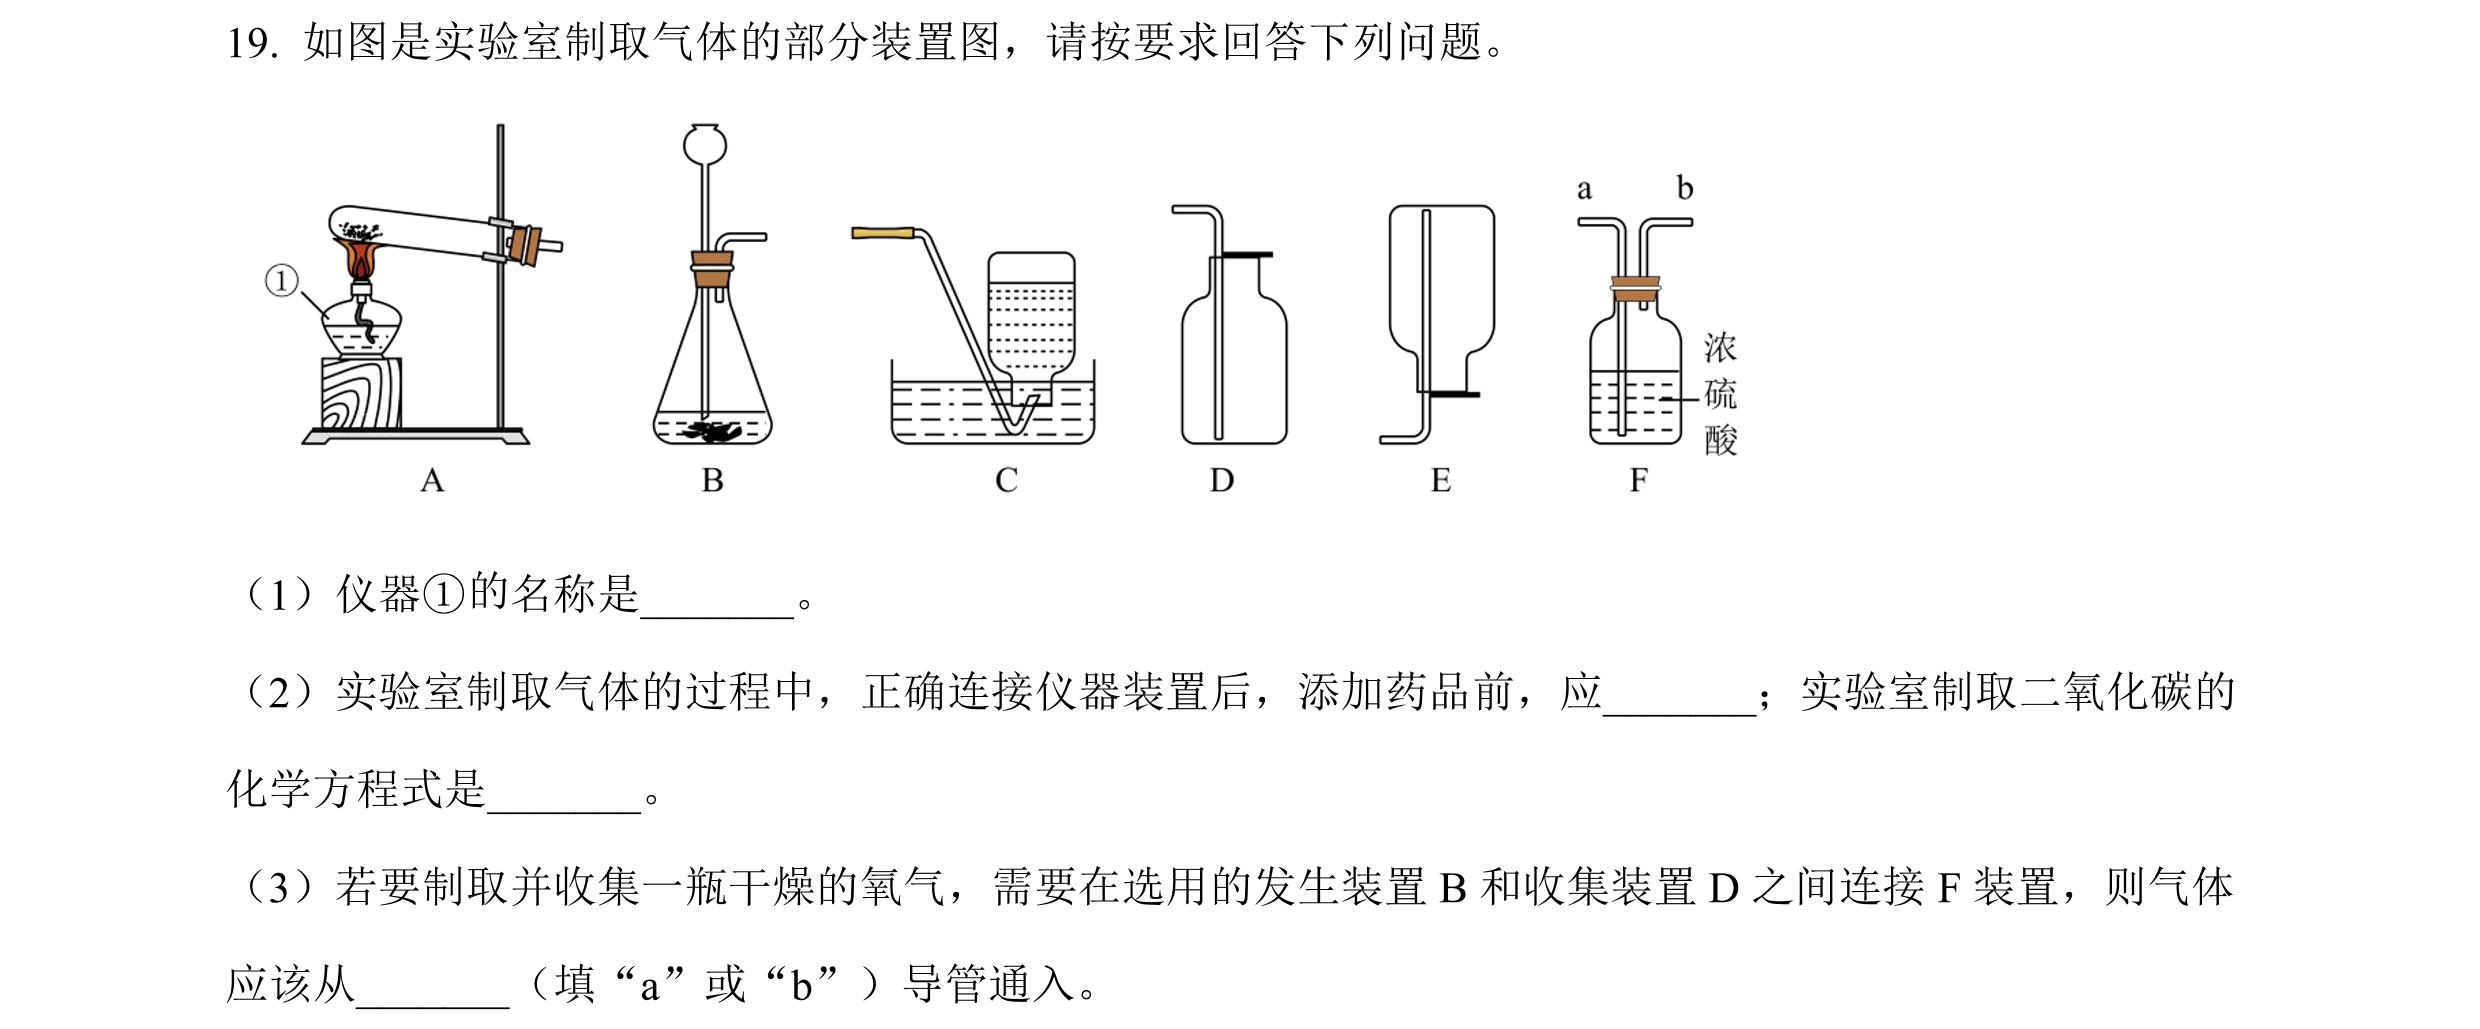 19. 如图是实验室制取气体的部分装置图，请按要求回答下列问题。
a b
①
浓
硫
酸
A B C D E F
（1）仪器①的名称是_______。
（2）实验室制取气体的过程中，正确连接仪器装置后，添加药品前，应_______；实验室制取二氧化碳的
化学方程式是_______。
（3）若要制取并收集一瓶干燥的氧气，需要在选用的发生装置 B 和收集装置 D 之间连接 F 装置，则气体
应该从_______（填“a”或“b”）导管通入。